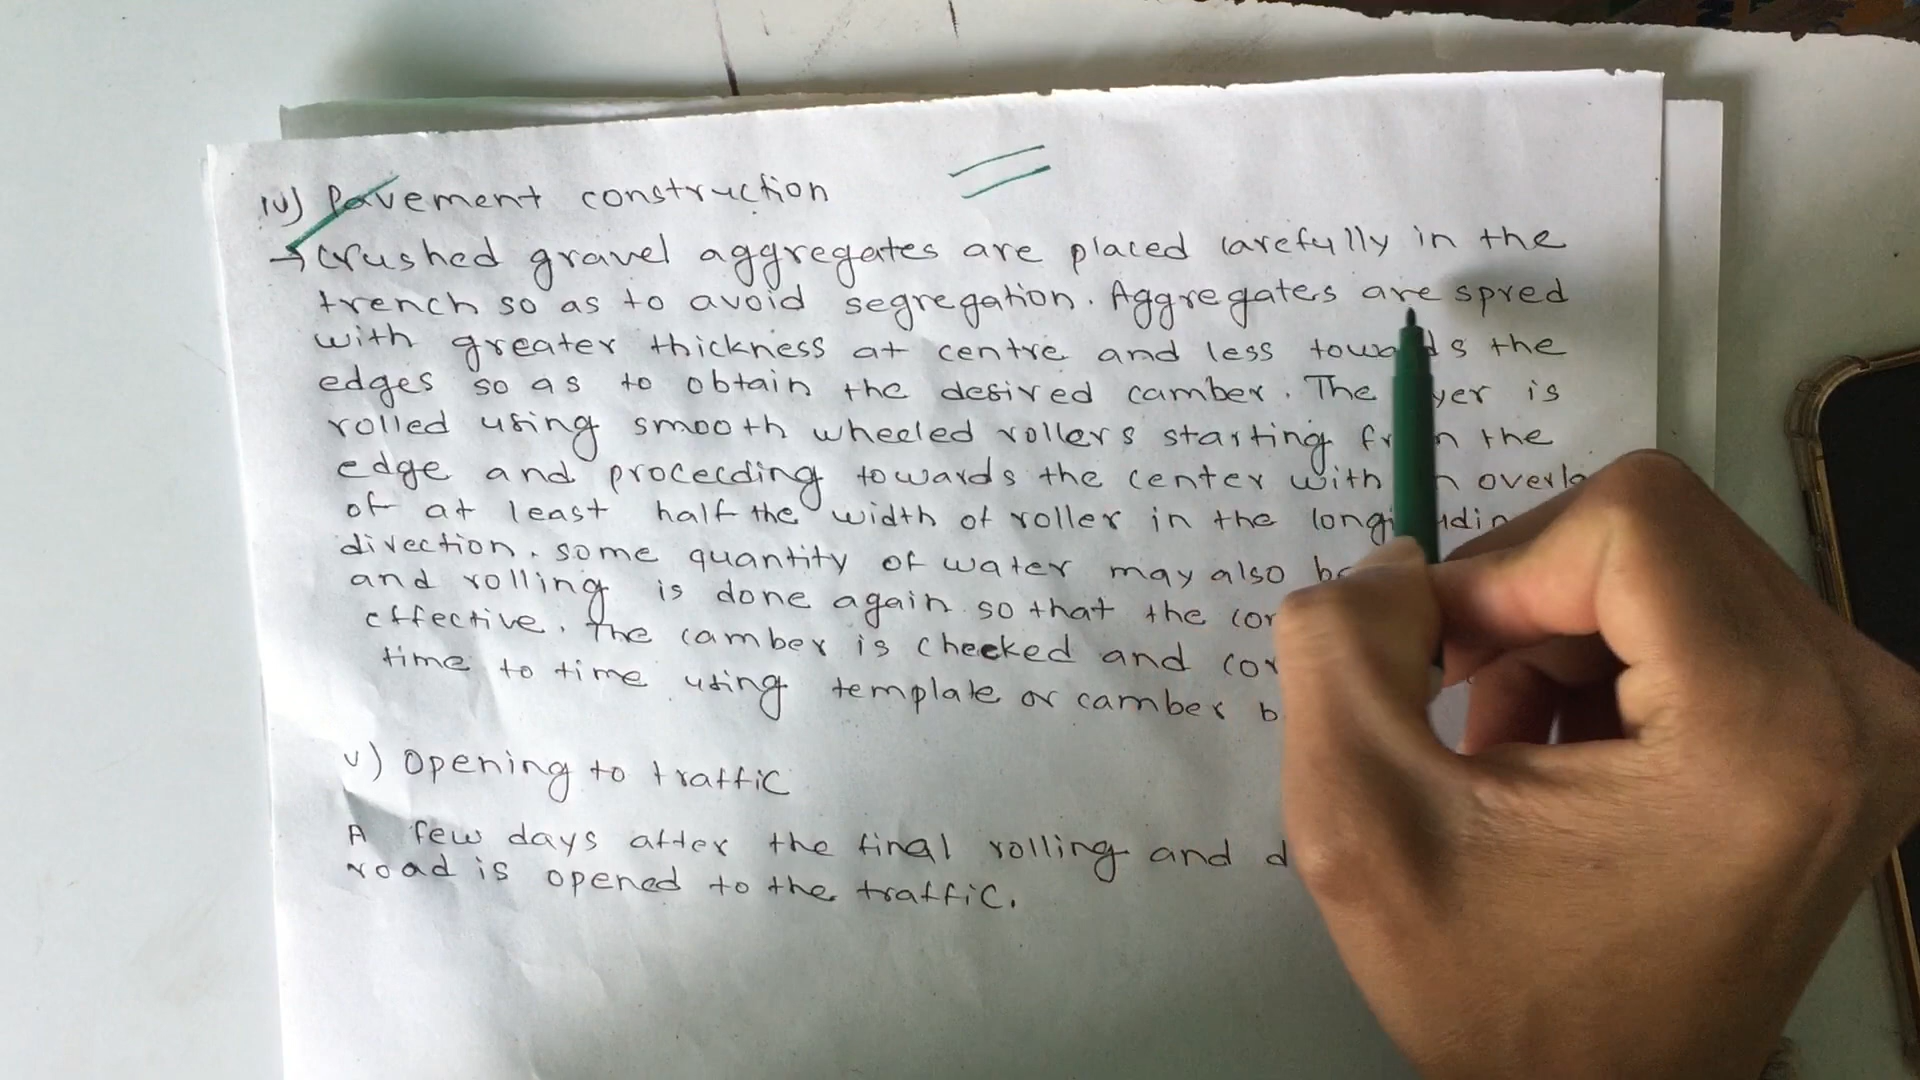 iv) Pavement construction
→ Crushed gravel aggregates are placed carefully in the
trench so as to avoid segregation. Aggregates are spred
with greater thickness at centre and less towards the
edges so as to obtain the desired camber. The is
rolled using smooth wheeled rollers starting the
edge and proceeding towards the center with
of at least half the width of roller in the
direction. some quantity of water may also
and rolling is done again so that the
effective. The camber is checked and
time to time using template or camber
v) Opening to traffic
A few days after the final rolling and
road is opened to the traffic.